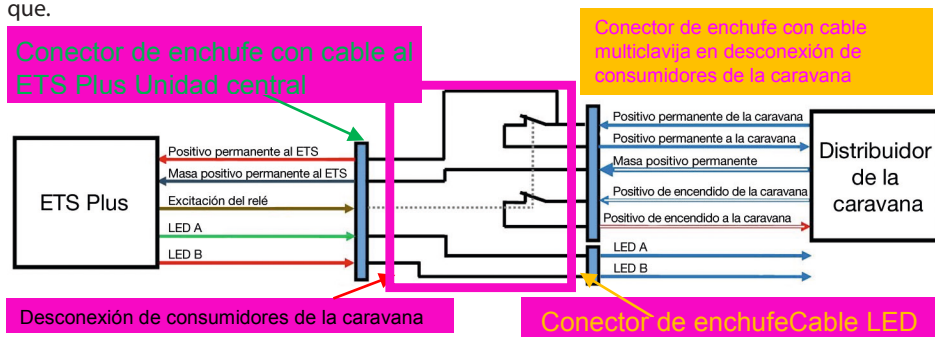 que.
Conector de enchufe con cable al
ETS Plus Unidad central
Conector de enchufe con cable
multiclavija en desconexión de
consumidores de la caravana
ETS Plus
Positivo permanente al ETS
Masa positivo permanente al ETS
Excitación del relé
LED A
LED B
Positivo permanente de la caravana
Positivo permanente a la caravana
Masa positivo permanente
Positivo de encendido de la caravana
Positivo de encendido a la caravana
LED A
LED B
Distribuidor
de la
caravana
Desconexión de consumidores de la caravana
Conector de enchufeCable LED